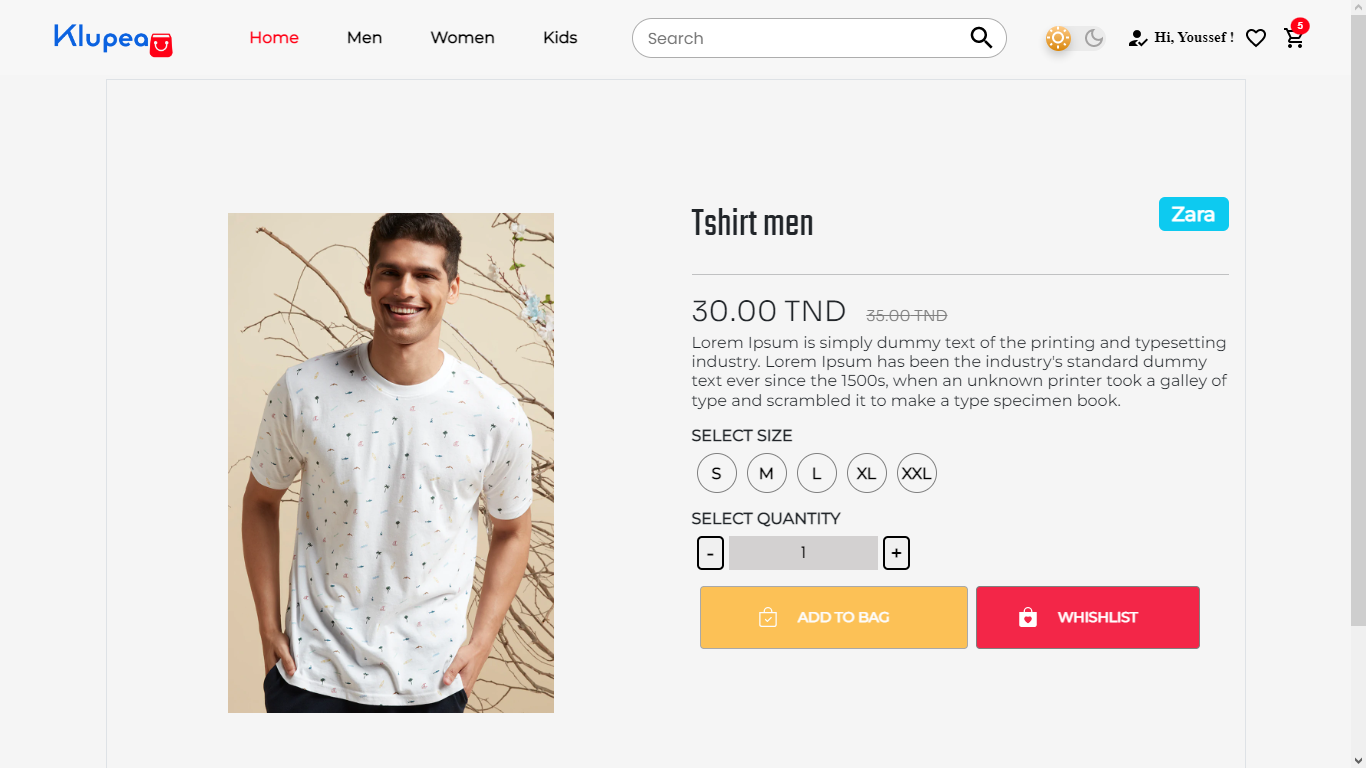 Klupea
Home Men Women Kids
Search
Hi, Youssef !
5
Tshirt men
Zara
30.00 TND 35.00 TND
Lorem Ipsum is simply dummy text of the printing and typesetting
industry. Lorem Ipsum has been the industry's standard dummy
text ever since the 1500s, when an unknown printer took a galley of
type and scrambled it to make a type specimen book.
SELECT SIZE
S M L XL XXL
SELECT QUANTITY
- 1 +
ADD TO BAG
WHISHLIST